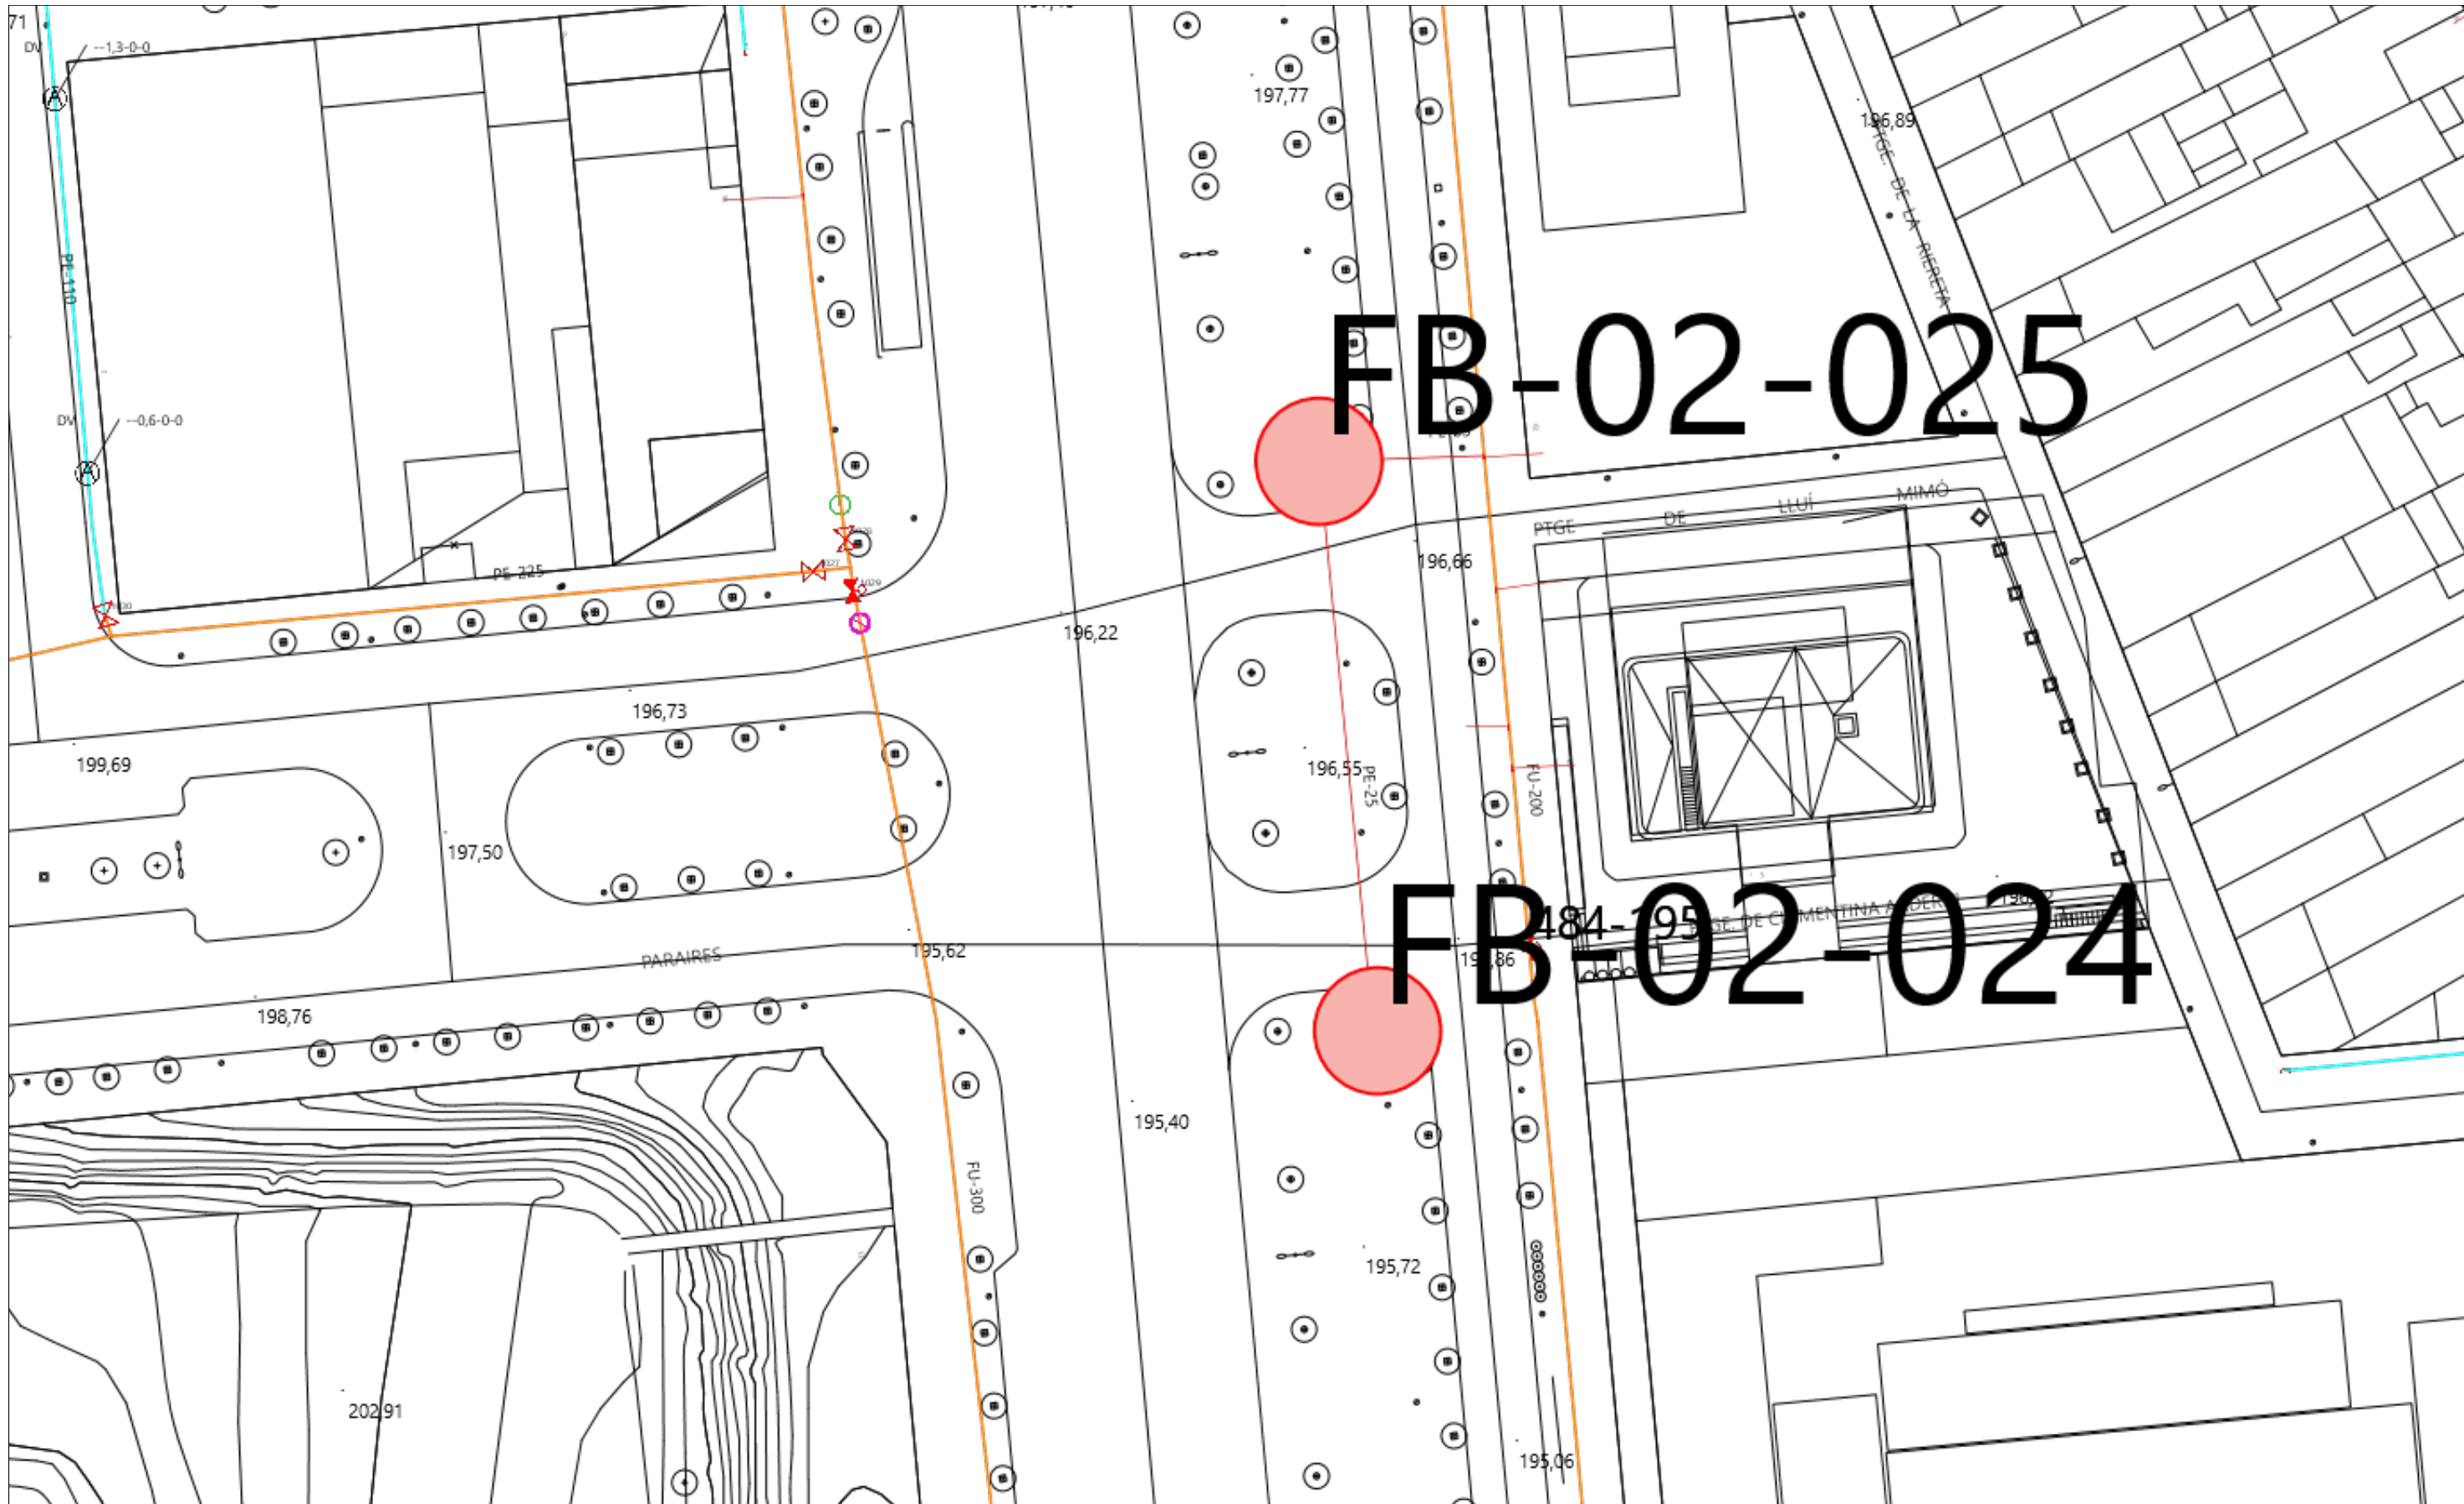 71
DV
--1,3-0-0
197,77
196,89
PTGE. DE LA RIERETA
PE-110
FB-02-025
DV
--0,6-0-0
PTGE DE LLUÍ MIMÓ
PE-225
196,66
196,22
196,73
199,69
196,55
PE-25
FU-200
197,50
FB-02-024
484-195
195,62
PARAIRES
198,76
195,40
FU-300
195,72
202,91
195,06